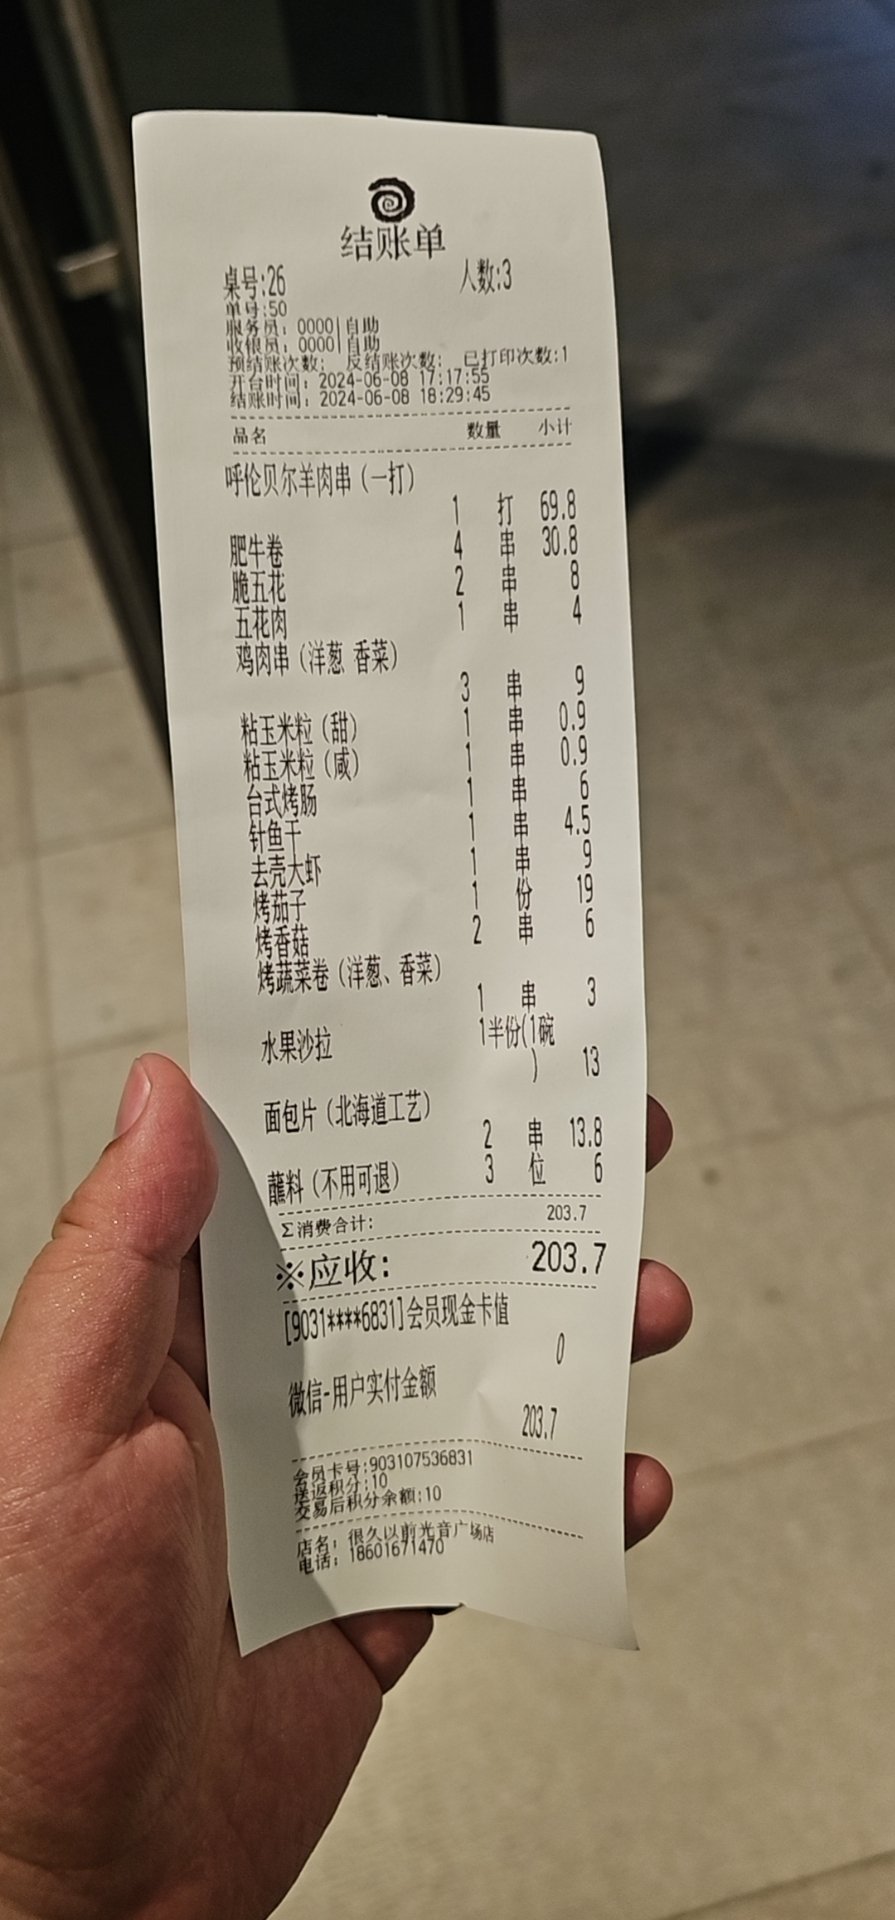 结账单
桌号:26 人数:3
单号:50
服务员: 0000|自助
收银员: 0000|自助
预结账次数: 反结账次数: 已打印次数:1
开台时间: 2024-06-08 17:17:55
结账时间: 2024-06-08 18:29:45
品名 数量 小计
呼伦贝尔羊肉串(一打)
1 打 69.8
肥牛卷 4 串 30.8
脆五花 2 串 8
五花肉 1 串 4
鸡肉串(洋葱 香菜)
3 串 9
粘玉米粒(甜) 1 串 0.9
粘玉米粒(咸) 1 串 0.9
台式烤肠 1 串 6
针鱼干 1 串 4.5
去壳大虾 1 串 9
烤茄子 1 份 19
烤香菇 2 串 6
烤蔬菜卷(洋葱、香菜)
1 串 3
水果沙拉 1半份(1碗
) 13
面包片(北海道工艺)
2 串 13.8
蘸料(不用可退) 3 位 6
Σ消费合计: 203.7
※应收: 203.7
[9031****6831]会员现金卡值
0
微信-用户实付金额
203.7
会员卡号:903107536831
送返积分:10
交易后积分余额:10
店名: 很久以前光音广场店
电话: 18601671470